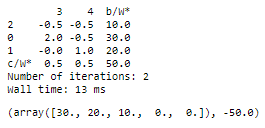 3 4 b/W*
2 -0.5 -0.5 10.0
0 2.0 -0.5 30.0
1 -0.0 1.0 20.0
c/W* 0.5 0.5 50.0
Number of iterations: 2
Wall time: 13 ms
(array([30., 20., 10., 0., 0.]), -50.0)